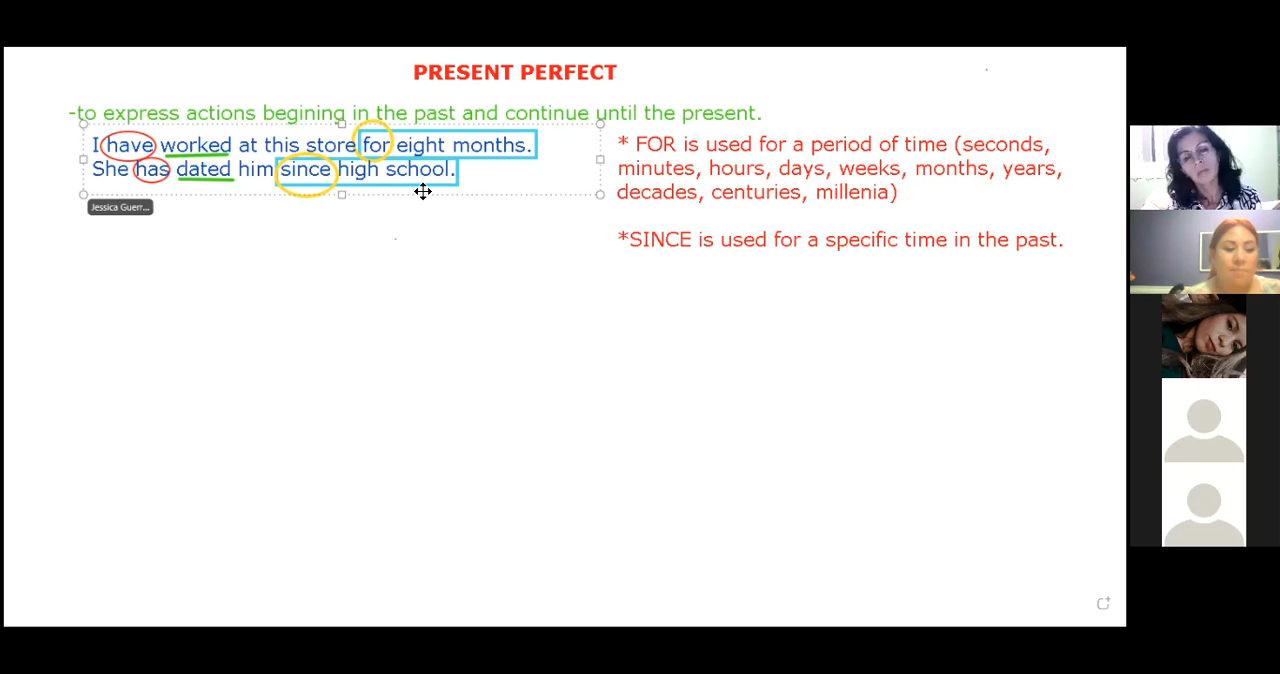 PRESENT PERFECT
-to express actions begining in the past and continue until the present.
I have worked at this store for eight months.
She has dated him since high school.
Jessica Guerr...
* FOR is used for a period of time (seconds,
minutes, hours, days, weeks, months, years,
decades, centuries, millenia)
*SINCE is used for a specific time in the past.